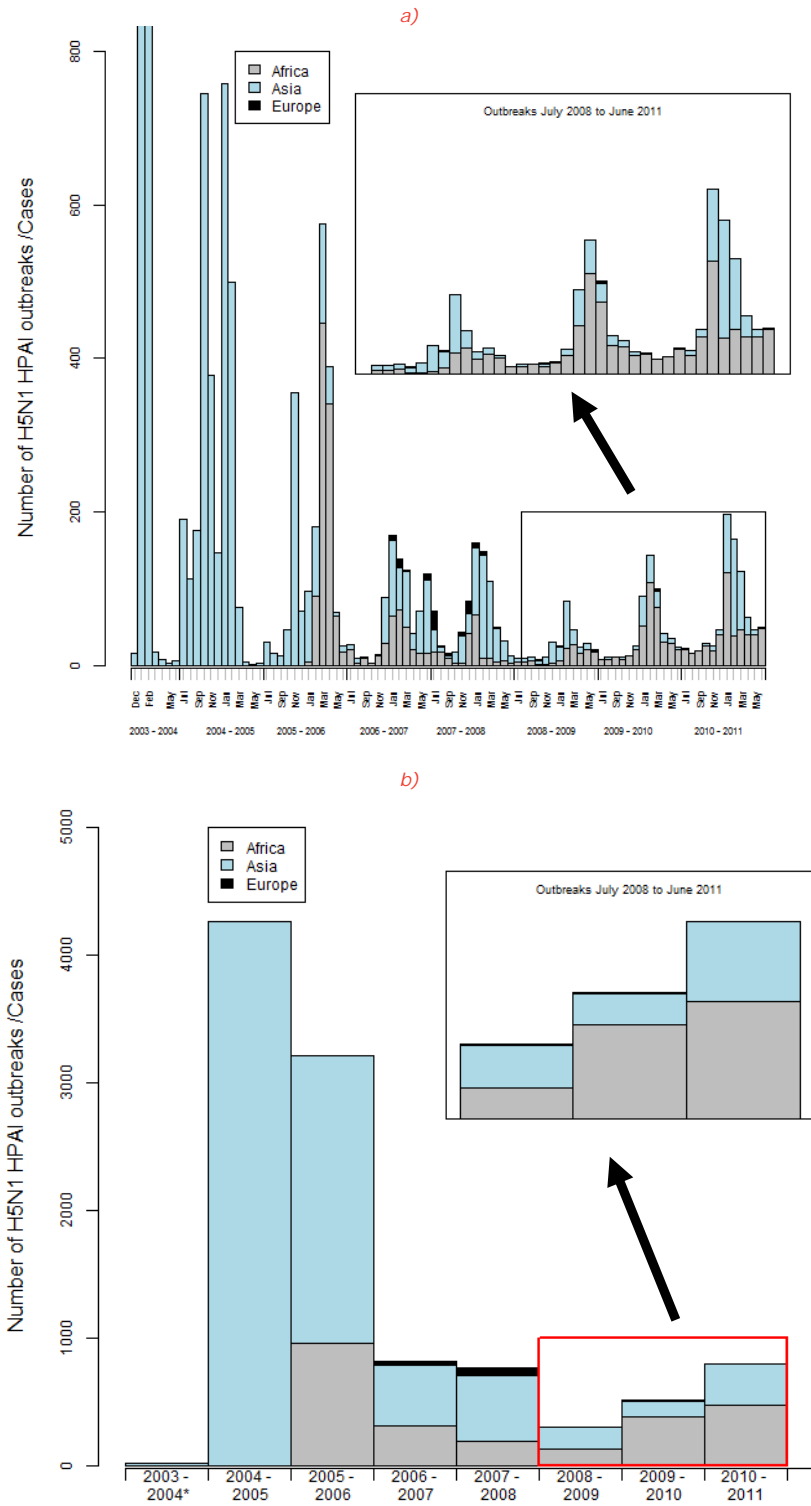 a)
Number of H5N1 HPAI outbreaks /Cases
800
600
400
200
0
Africa
Asia
Europe
Outbreaks July 2008 to June 2011
Dec Feb May Jul Sep Nov Jan Mar May Jul Sep Nov Jan Mar May Jul Sep Nov Jan Mar May Jul Sep Nov Jan Mar May Jul Sep Nov Jan Mar May Jul Sep Nov Jan Mar May Jul Sep Nov Jan Mar May
2003 - 2004 2004 - 2005 2005 - 2006 2006 - 2007 2007 - 2008 2008 - 2009 2009 - 2010 2010 - 2011
b)
Number of H5N1 HPAI outbreaks /Cases
5000
4000
3000
2000
1000
0
Africa
Asia
Europe
Outbreaks July 2008 to June 2011
2003 - 2004 - 2005 - 2006 - 2007 - 2008 - 2009 - 2010 -
2004* 2005 2006 2007 2008 2009 2010 2011